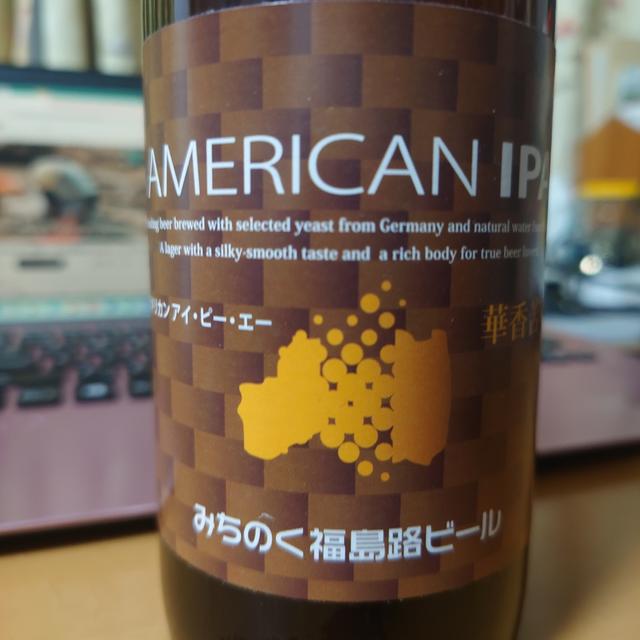 AMERICAN IPA
beer brewed with selected yeast from Germany and natural water
A lager with a silky-smooth taste and a rich body for true beer
リカンアイ・ビー・エー
華香
みちのく福島路ビール